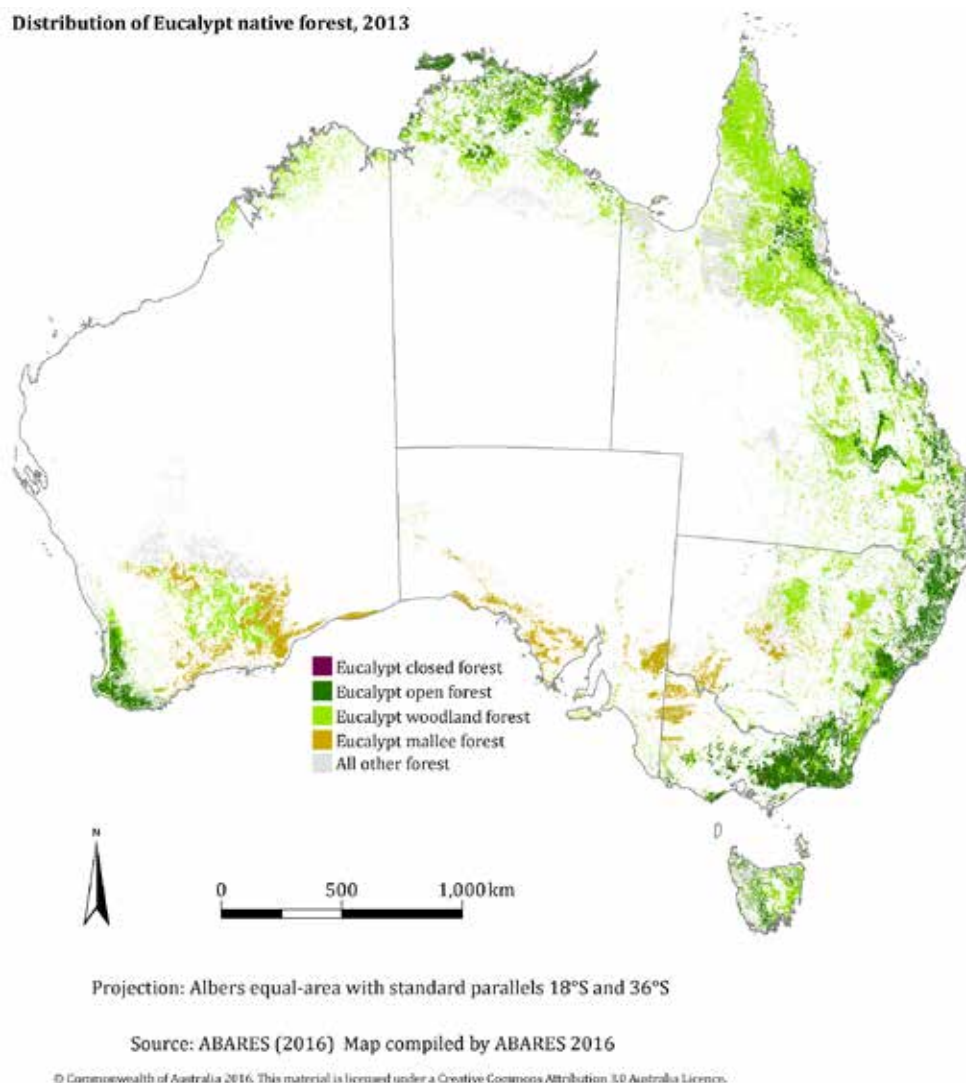 Distribution of Eucalypt native forest, 2013
Eucalypt closed forest
Eucalypt open forest
Eucalypt woodland forest
Eucalypt mallee forest
All other forest
N
0 500 1,000 km
Projection: Albers equal-area with standard parallels 18°S and 36°S
Source: ABARES (2016) Map compiled by ABARES 2016
© Commonwealth of Australia 2016. This material is licensed under a Creative Commons Attribution 3.0 Australia Licence.